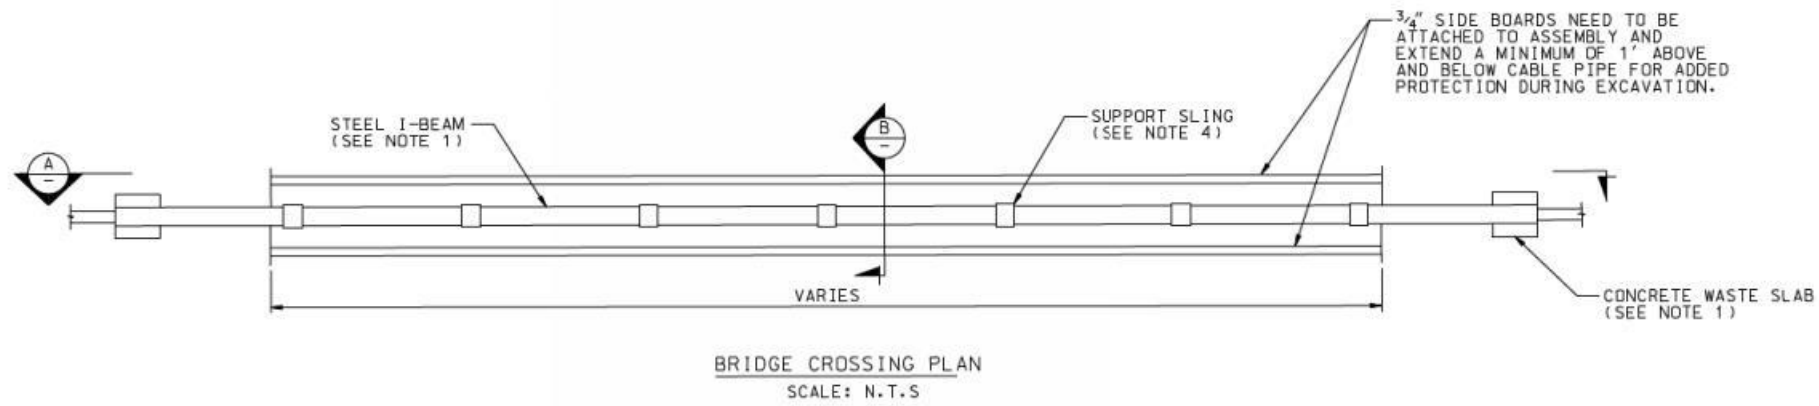 3/4" SIDE BOARDS NEED TO BE
ATTACHED TO ASSEMBLY AND
EXTEND A MINIMUM OF 1' ABOVE
AND BELOW CABLE PIPE FOR ADDED
PROTECTION DURING EXCAVATION.
STEEL I-BEAM
(SEE NOTE 1)
B
-
SUPPORT SLING
(SEE NOTE 4)
A
-
VARIES
CONCRETE WASTE SLAB
(SEE NOTE 1)
BRIDGE CROSSING PLAN
SCALE: N.T.S